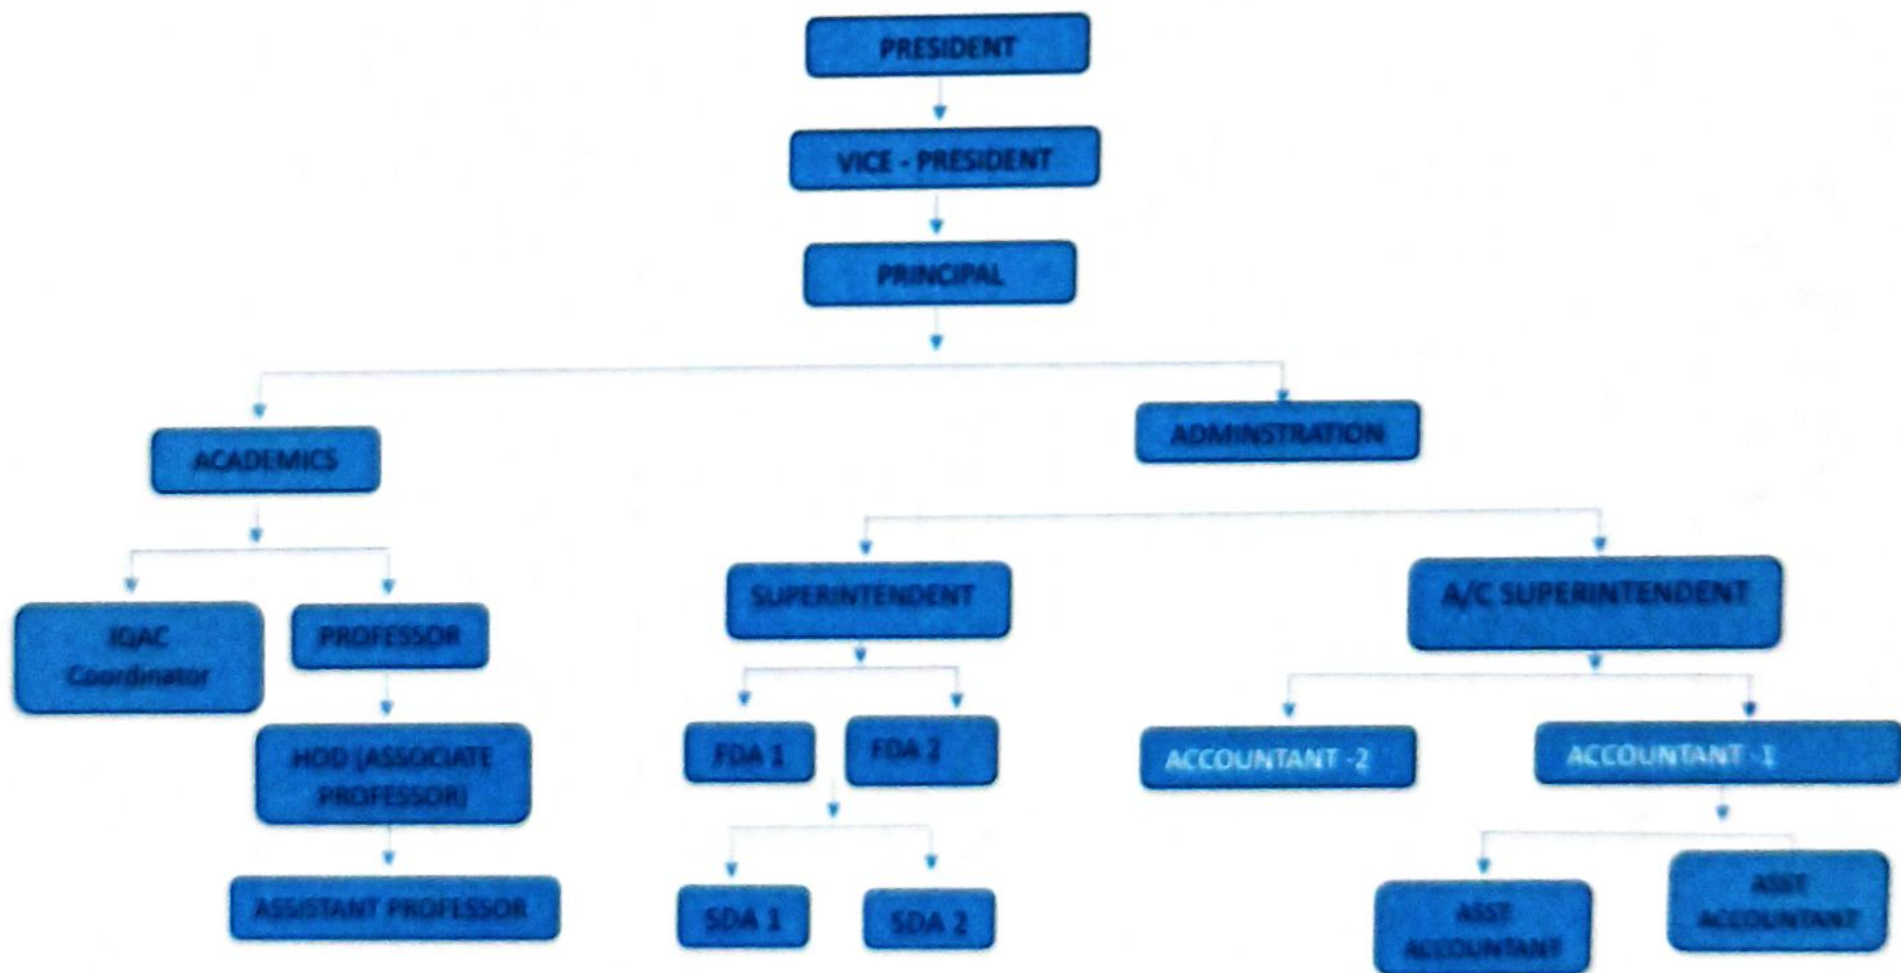 PRESIDENT
VICE - PRESIDENT
PRINCIPAL
ACADEMICS
ADMINSTRATION
IQAC
Coordinator
PROFESSOR
SUPERINTENDENT
A/C SUPERINTENDENT
HOD (ASSOCIATE
PROFESSOR)
FDA 1
FDA 2
ACCOUNTANT -2
ACCOUNTANT -1
ASSISTANT PROFESSOR
SDA 1
SDA 2
ASST
ACCOUNTANT
ASST
ACCOUNTANT